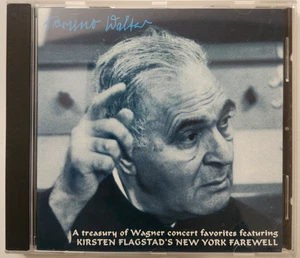 Bruno Walter
A treasury of Wagner concert favorites featuring
KIRSTEN FLAGSTAD'S NEW YORK FAREWELL